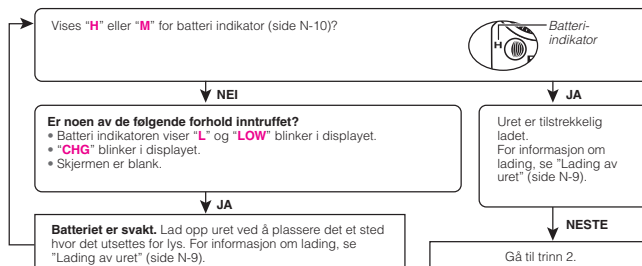 Vises “H” eller “M” for batteri indikator (side N-10)?
H
Batteri-
indikator
NEI
JA
Er noen av de følgende forhold inntruffet?
• Batteri indikatoren viser “L” og “LOW” blinker i displayet.
• “CHG” blinker i displayet.
• Skjermen er blank.
Uret er tilstrekkelig
ladet.
For informasjon om
lading, se ”Lading av
uret” (side N-9).
JA
NESTE
Batteriet er svakt. Lad opp uret ved å plassere det et sted
hvor det utsettes for lys. For informasjon om lading, se
”Lading av uret” (side N-9).
Gå til trinn 2.